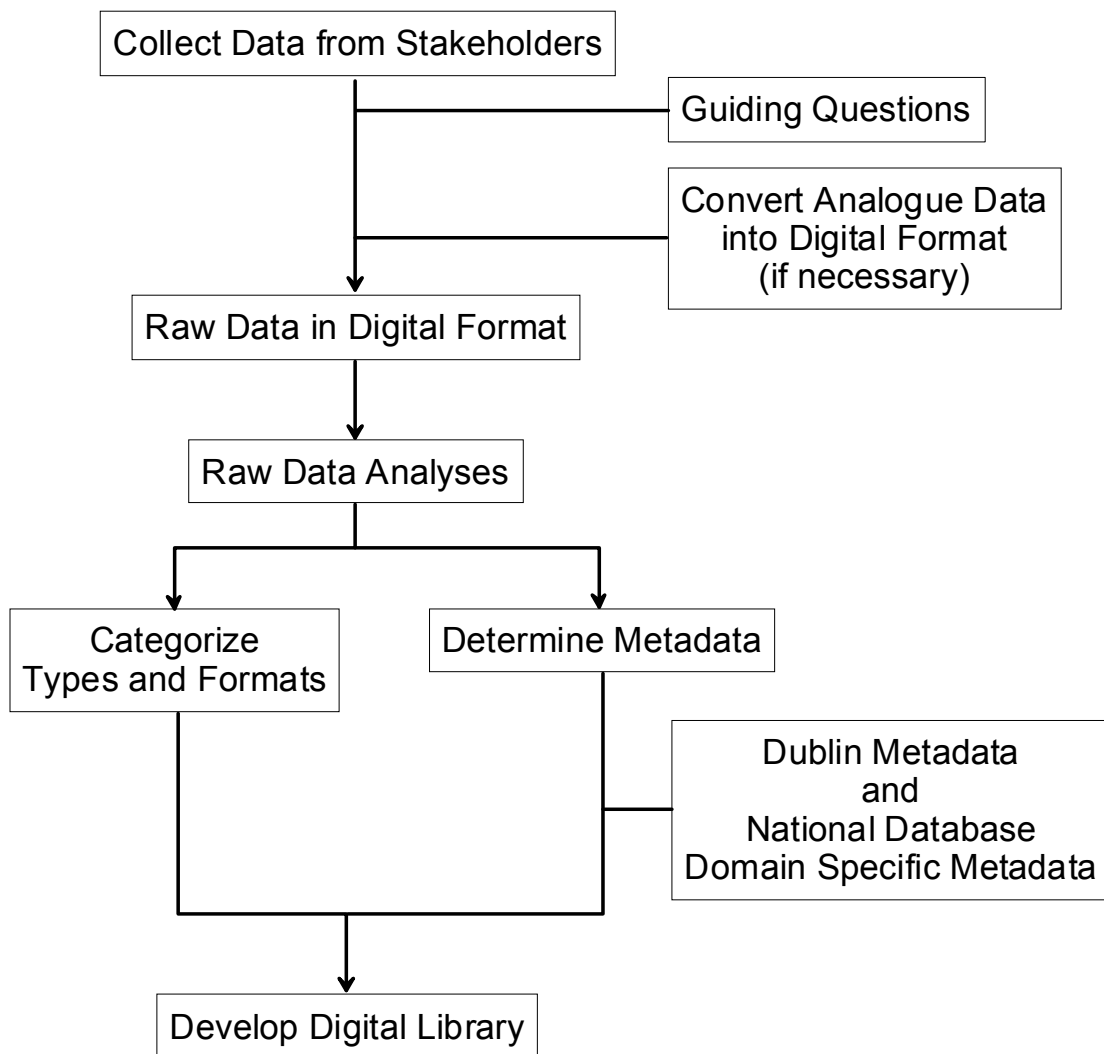 Collect Data from Stakeholders
Guiding Questions
Convert Analogue Data
into Digital Format
(if necessary)
Raw Data in Digital Format
Raw Data Analyses
Categorize
Types and Formats
Determine Metadata
Dublin Metadata
and
National Database
Domain Specific Metadata
Develop Digital Library